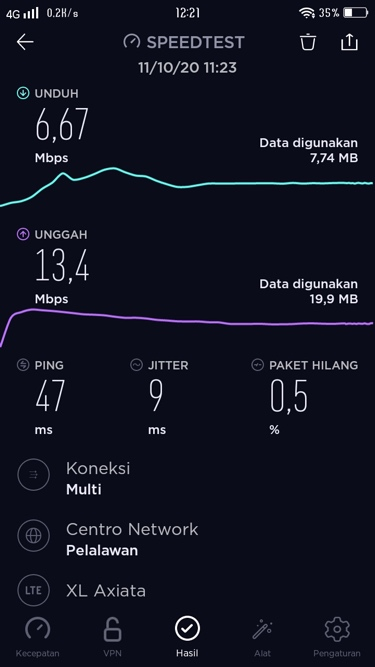 4G 0.2K/s 12:21 35%
SPEEDTEST
11/10/20 11:23
UNDUH
6,67
Mbps
Data digunakan
7,74 MB
UNGGAH
13,4
Mbps
Data digunakan
19,9 MB
PING JITTER PAKET HILANG
47 9 0,5
ms ms %
Koneksi
Multi
Centro Network
Pelalawan
LTE XL Axiata
Kecepatan VPN Hasil Alat Pengaturan